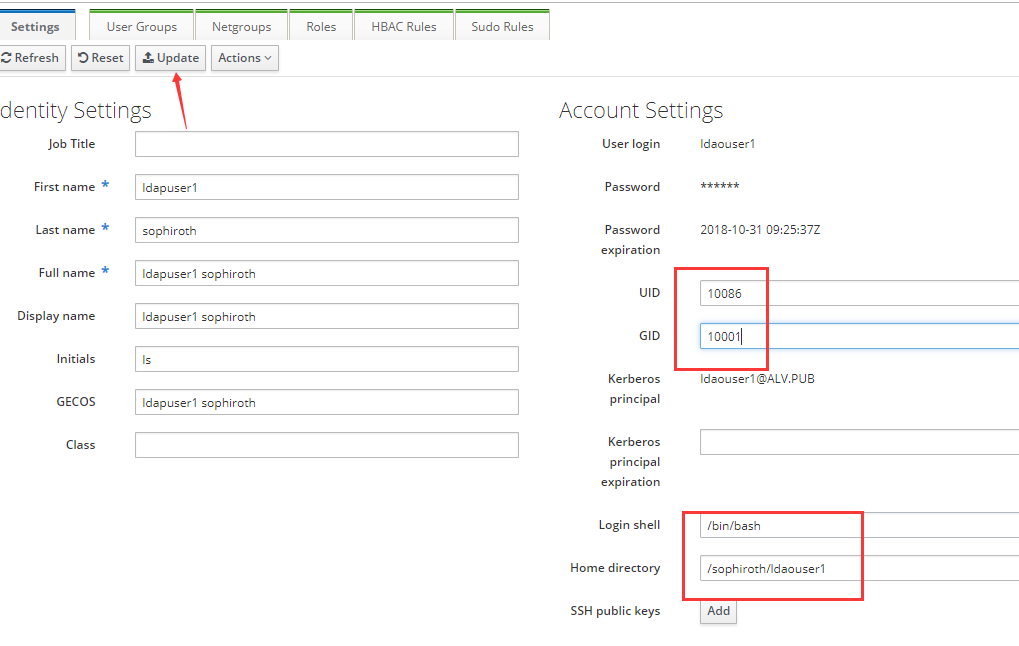 Settings User Groups Netgroups Roles HBAC Rules Sudo Rules
Refresh Reset Update Actions
dentity Settings
Job Title
First name * ldapuser1
Last name * sophiroth
Full name * ldapuser1 sophiroth
Display name ldapuser1 sophiroth
Initials ls
GECOS ldapuser1 sophiroth
Class
Account Settings
User login ldaouser1
Password ******
Password
expiration 2018-10-31 09:25:37Z
UID 10086
GID 10001
Kerberos
principal ldaouser1@ALV.PUB
Kerberos
principal
expiration
Login shell /bin/bash
Home directory /sophiroth/ldaouser1
SSH public keys Add